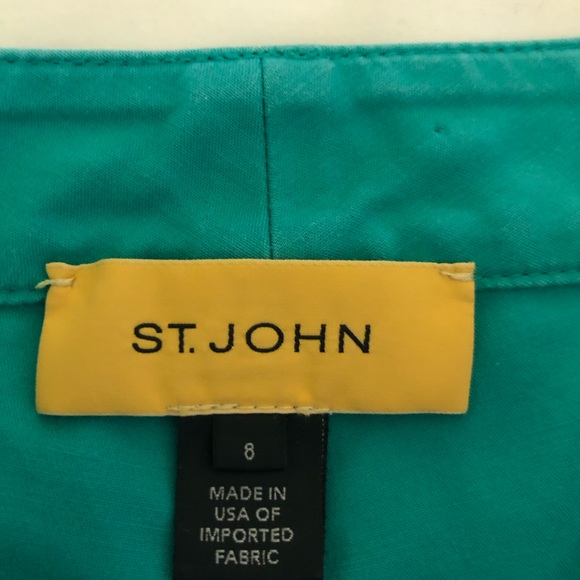 ST. JOHN
8
MADE IN
USA OF
IMPORTED
FABRIC